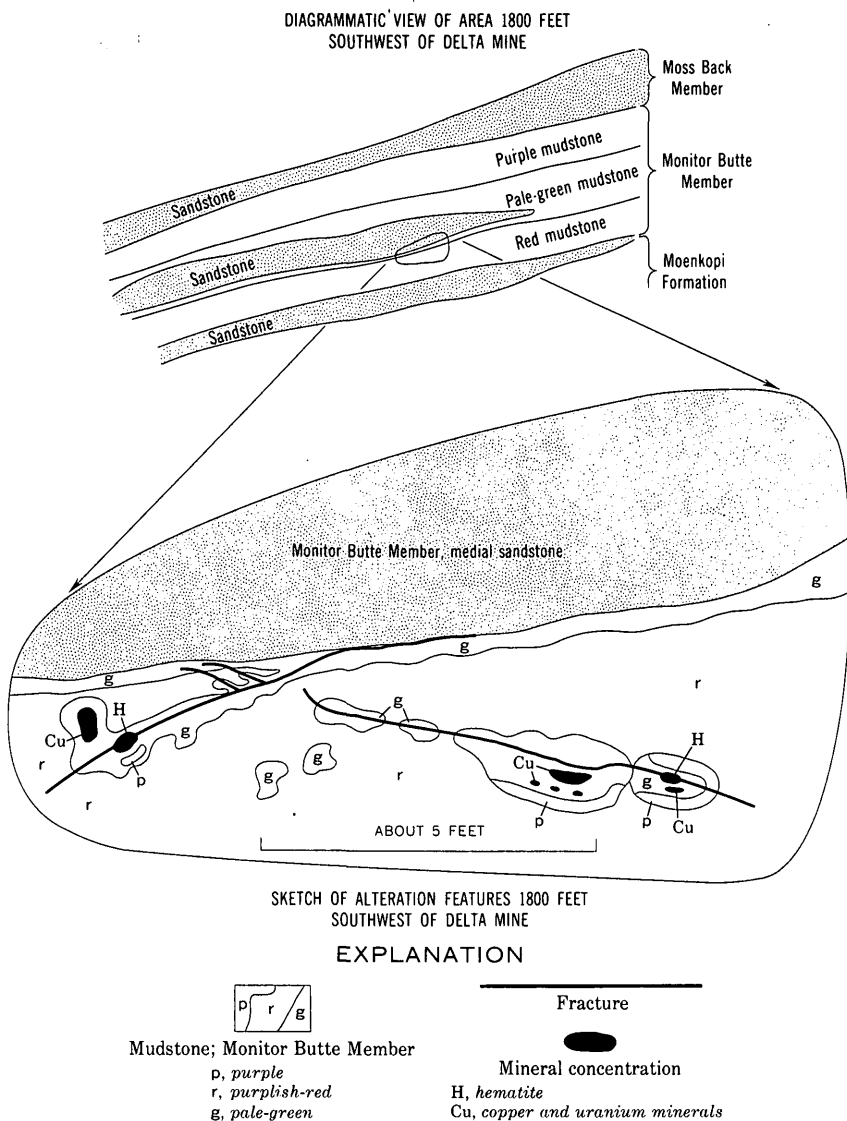 DIAGRAMMATIC VIEW OF AREA 1800 FEET
SOUTHWEST OF DELTA MINE
Moss Back
Member
Purple mudstone
Monitor Butte
Member
Sandstone
Pale-green mudstone
Red mudstone
Sandstone
Moenkopi
Formation
Sandstone
Monitor Butte Member, medial sandstone
g
g
g
r
H
g
Cu
g
H
r
p
g
g
Cu
g
r
r
p
p
Cu
ABOUT 5 FEET
SKETCH OF ALTERATION FEATURES 1800 FEET
SOUTHWEST OF DELTA MINE
EXPLANATION
p r g
Fracture
Mudstone; Monitor Butte Member
p, purple
r, purplish-red
g, pale-green
Mineral concentration
H, hematite
Cu, copper and uranium minerals